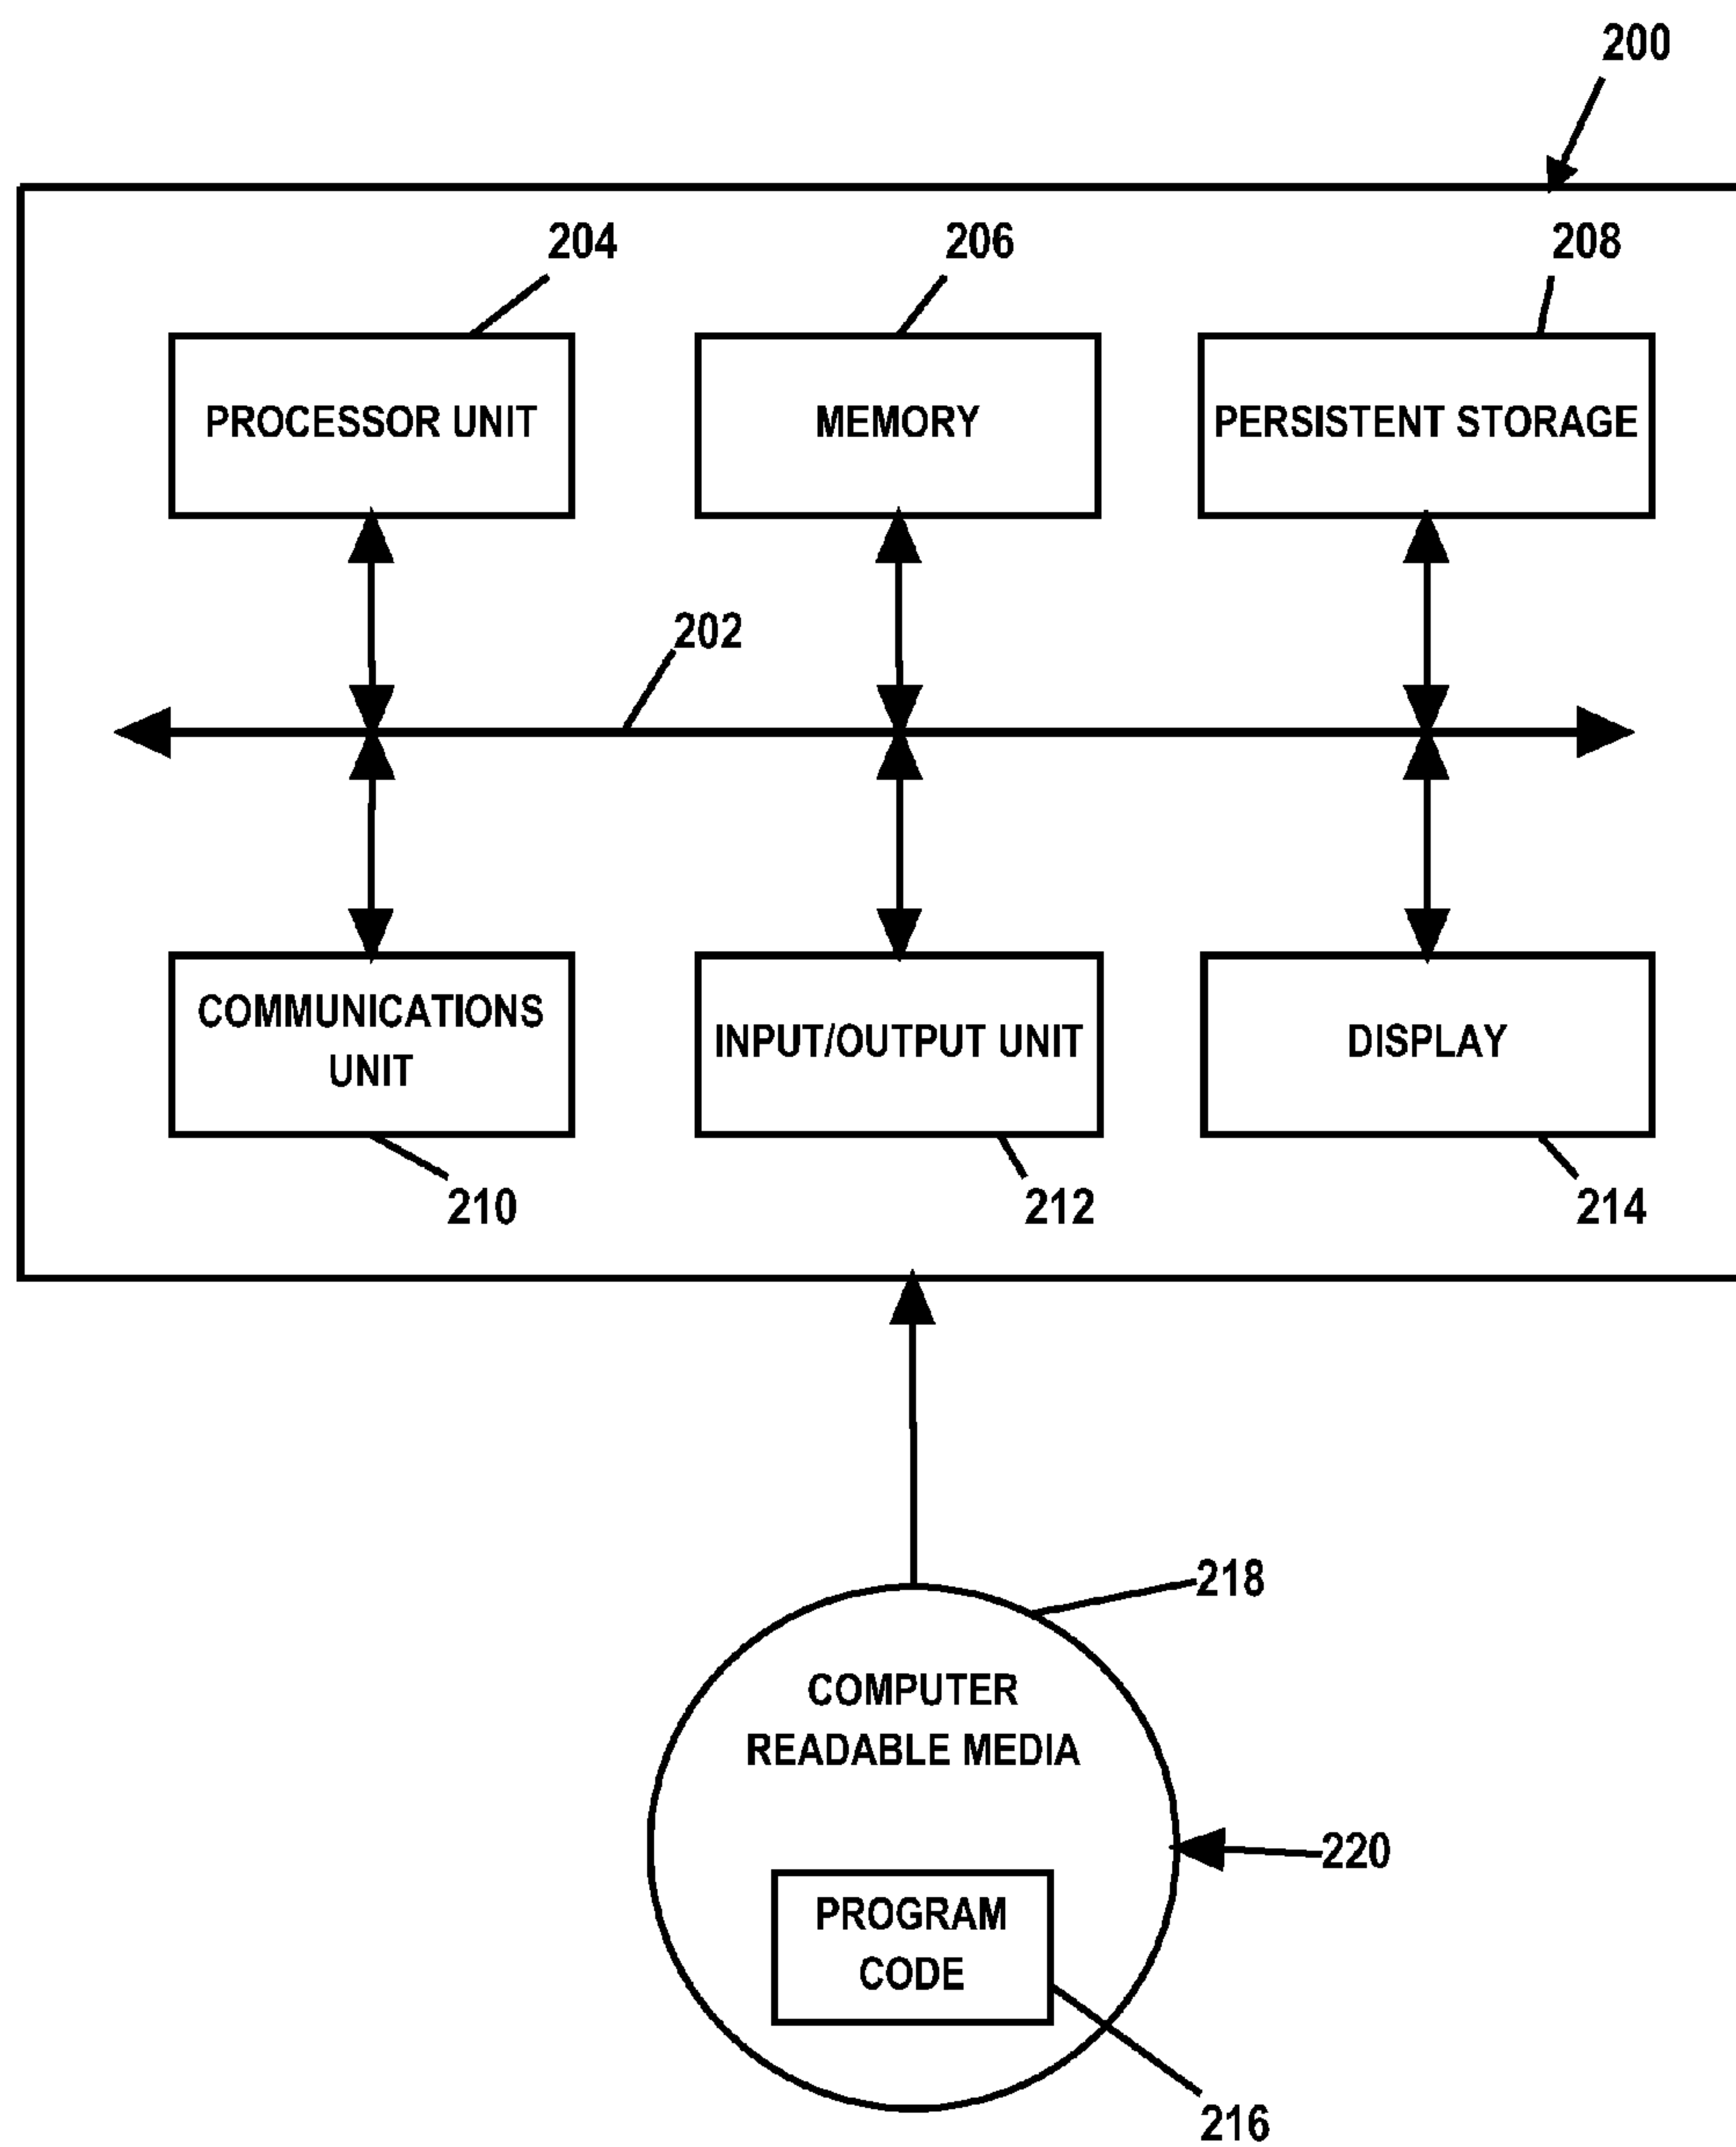 200
204
206
208
PROCESSOR UNIT
MEMORY
PERSISTENT STORAGE
202
COMMUNICATIONS
UNIT
INPUT/OUTPUT UNIT
DISPLAY
210
212
214
218
COMPUTER
READABLE MEDIA
220
PROGRAM
CODE
216